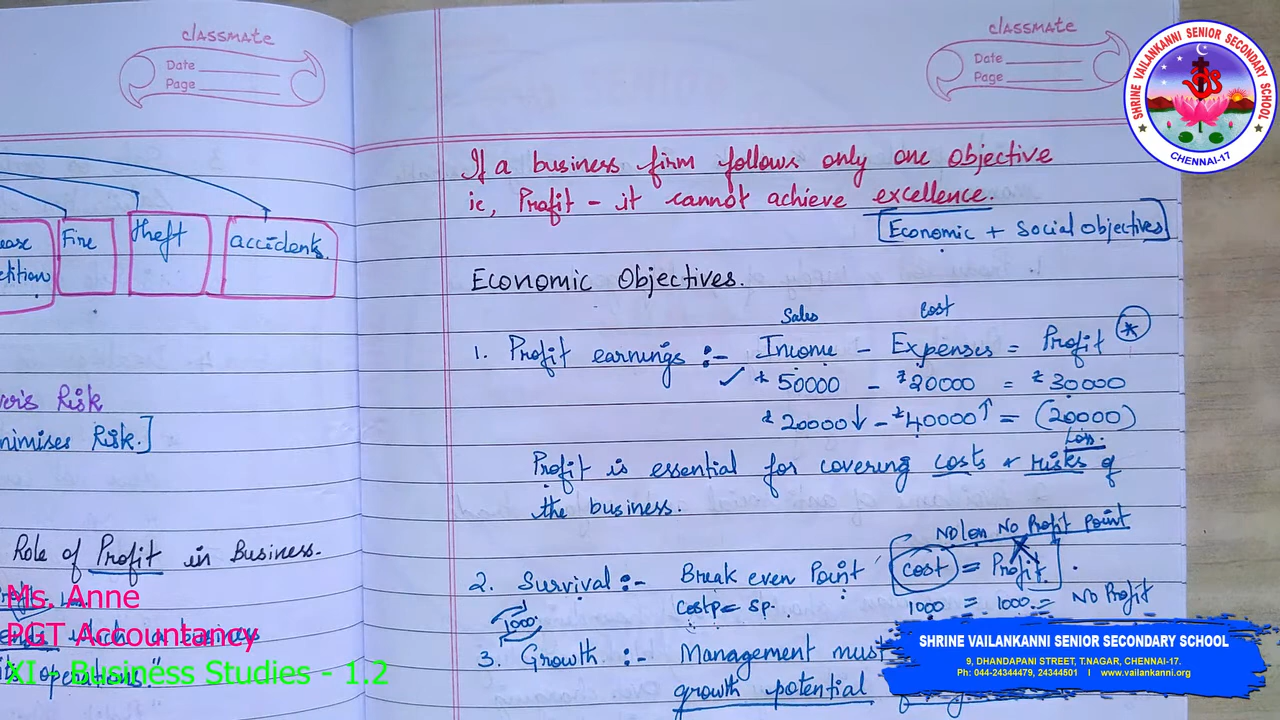 classmate
Date
Page
Fire
theft
accidents.
Risk
Risk.]
Role of Profit in Business.
operations."
classmate
Date
Page
If a business firm follows only one objective
ie, Profit - it cannot achieve excellence.
[Economic + Social objectives]
Economic Objectives.
Sales Cost
1. Profit earnings :- Income - Expenses = Profit *
✓ ₹ 50000 - ₹20000 = ₹ 30000
₹ 20000↓ - ₹40000↑ = (20000)
Loss.
Profit is essential for covering costs & risks of
the business.
No Loss No Profit Point
2. Survival :- Break even Point cost = Profit.
1000 Costp = Sp. 1000 = 1000 = No Profit
3. Growth :- Management must
growth potential
Ms. Anne
PGT Accountancy
XI - Business Studies - 1.2
SHRINE VAILANKANNI SENIOR SECONDARY SCHOOL
CHENNAI-17
SHRINE VAILANKANNI SENIOR SECONDARY SCHOOL
9, DHANDAPANI STREET, T.NAGAR, CHENNAI-17.
Ph: 044-24344479, 24344501 I www.vailankanni.org